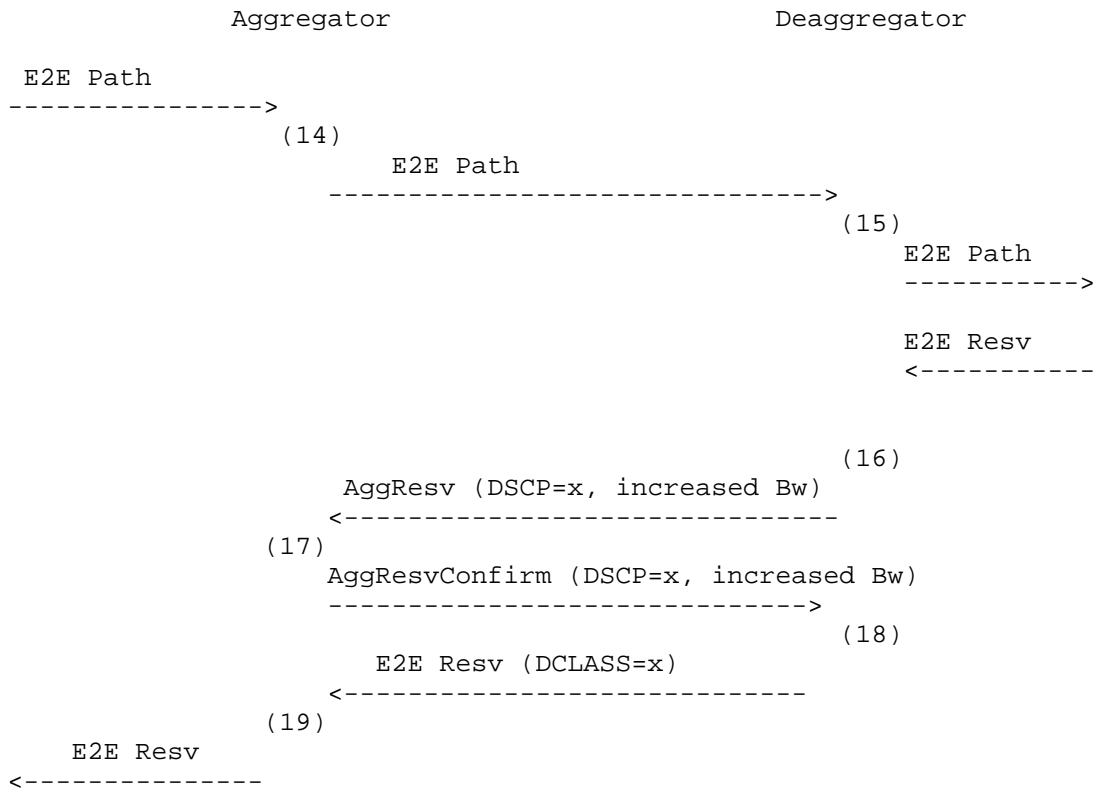 Aggregator Deaggregator
E2E Path
---------------->
(14)
E2E Path
------------------------------->
(15)
E2E Path
----------->
E2E Resv
<-----------
(16)
AggResv (DSCP=x, increased Bw)
<-------------------------------
(17)
AggResvConfirm (DSCP=x, increased Bw)
------------------------------>
(18)
E2E Resv (DCLASS=x)
<-----------------------------
(19)
E2E Resv
<---------------